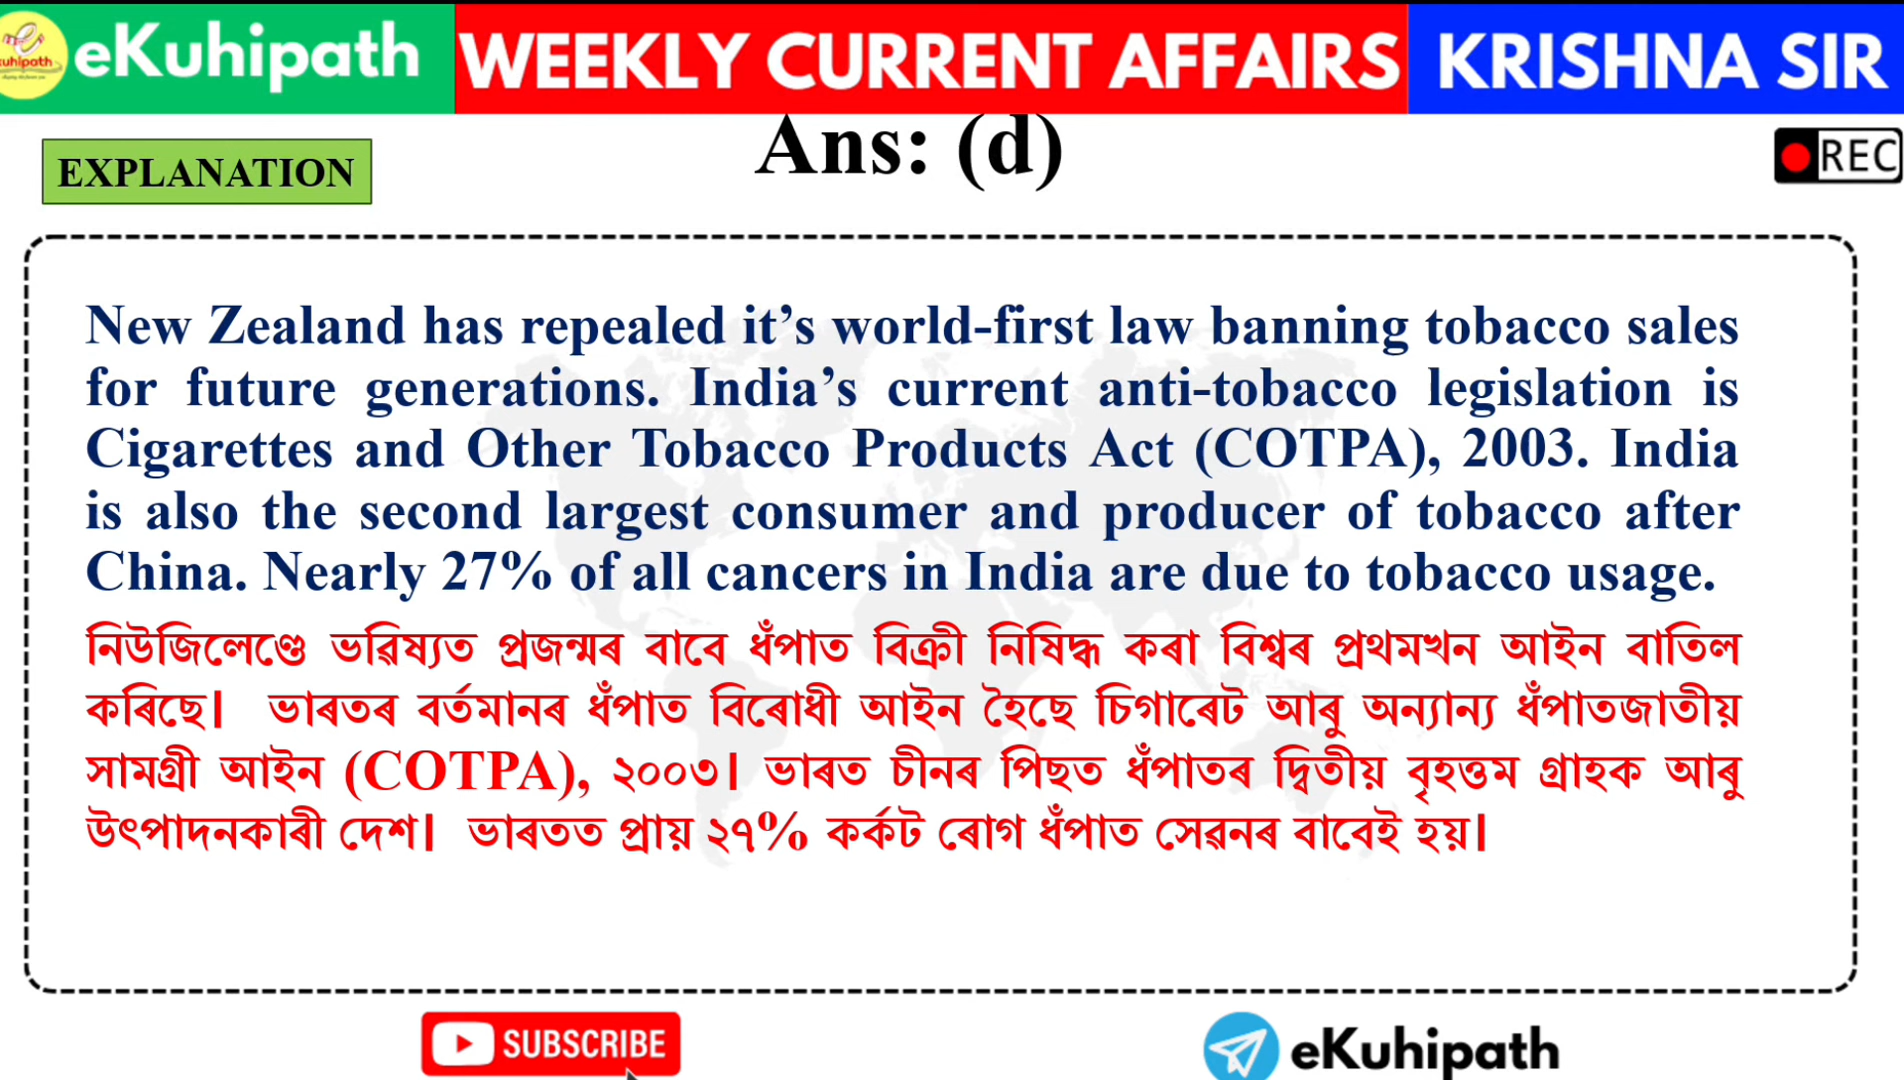 eKuhipath WEEKLY CURRENT AFFAIRS KRISHNA SIR
Ans: (d)
EXPLANATION
REC
New Zealand has repealed it’s world-first law banning tobacco sales
for future generations. India’s current anti-tobacco legislation is
Cigarettes and Other Tobacco Products Act (COTPA), 2003. India
is also the second largest consumer and producer of tobacco after
China. Nearly 27% of all cancers in India are due to tobacco usage.
নিউজিলেণ্ডে ভৱিষ্যত প্ৰজন্মৰ বাবে ধঁপাত বিক্ৰী নিষিদ্ধ কৰা বিশ্বৰ প্ৰথমখন আইন বাতিল
কৰিছে। ভাৰতৰ বৰ্তমানৰ ধঁপাত বিৰোধী আইন হৈছে চিগাৰেট আৰু অন্যান্য ধঁপাতজাতীয়
সামগ্ৰী আইন (COTPA), ২০০৩। ভাৰত চীনৰ পিছত ধঁপাতৰ দ্বিতীয় বৃহত্তম গ্ৰাহক আৰু
উৎপাদনকাৰী দেশ। ভাৰতত প্ৰায় ২৭% কৰ্কট ৰোগ ধঁপাত সেৱনৰ বাবেই হয়।
SUBSCRIBE
eKuhipath